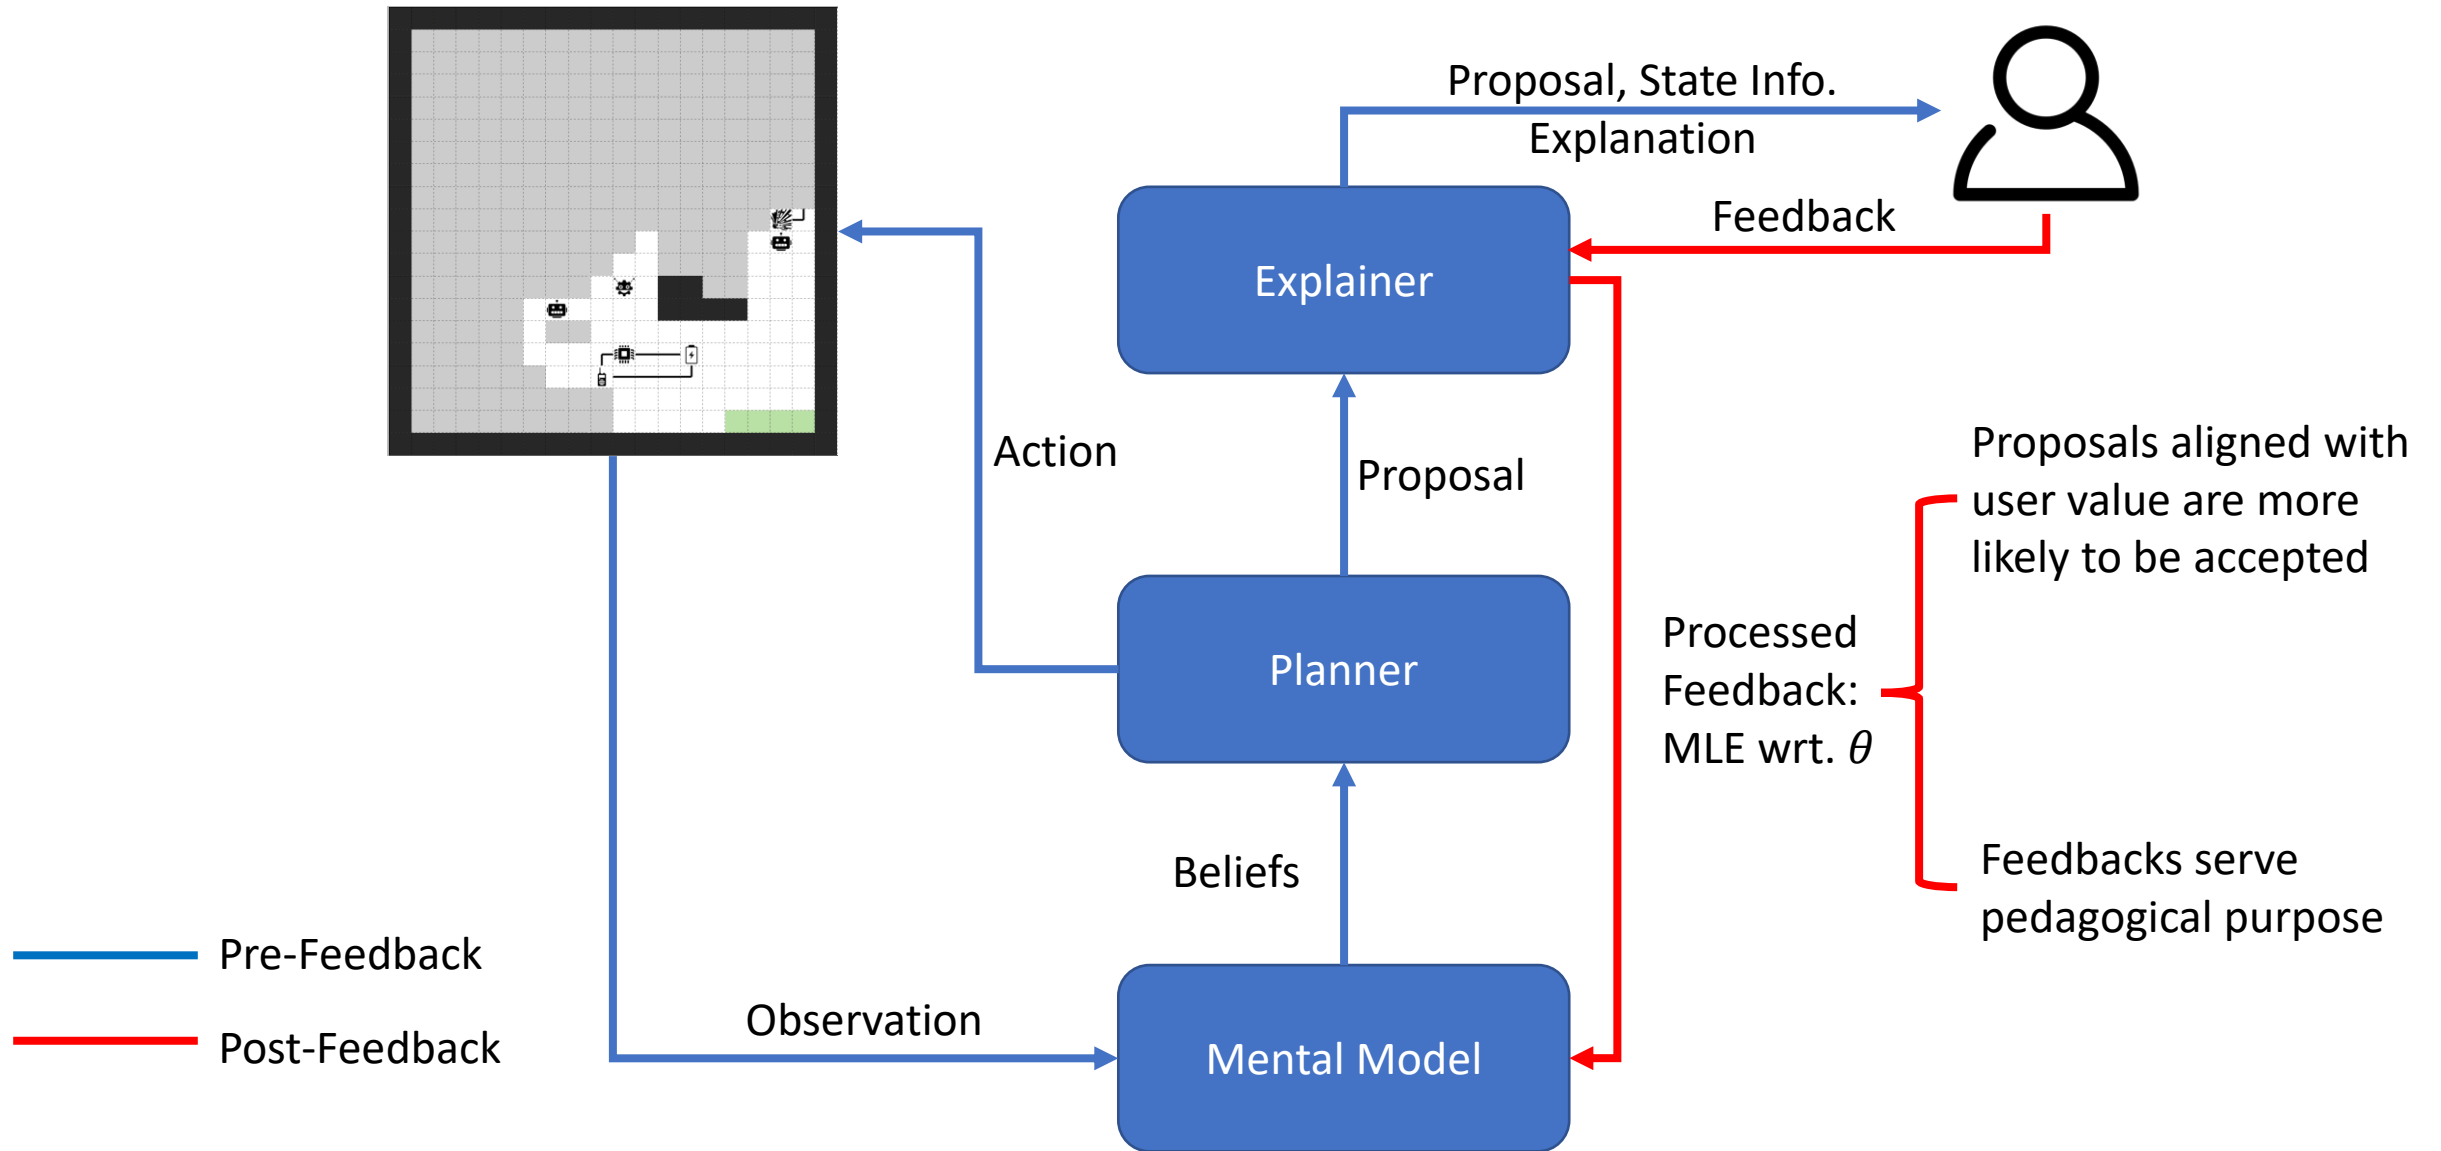 Proposal, State Info.
Explanation
Feedback
Explainer
Action
Proposal
Proposals aligned with
user value are more
likely to be accepted
Planner
Processed
Feedback:
MLE wrt. θ
Beliefs
Feedbacks serve
pedagogical purpose
Pre-Feedback
Post-Feedback
Observation
Mental Model